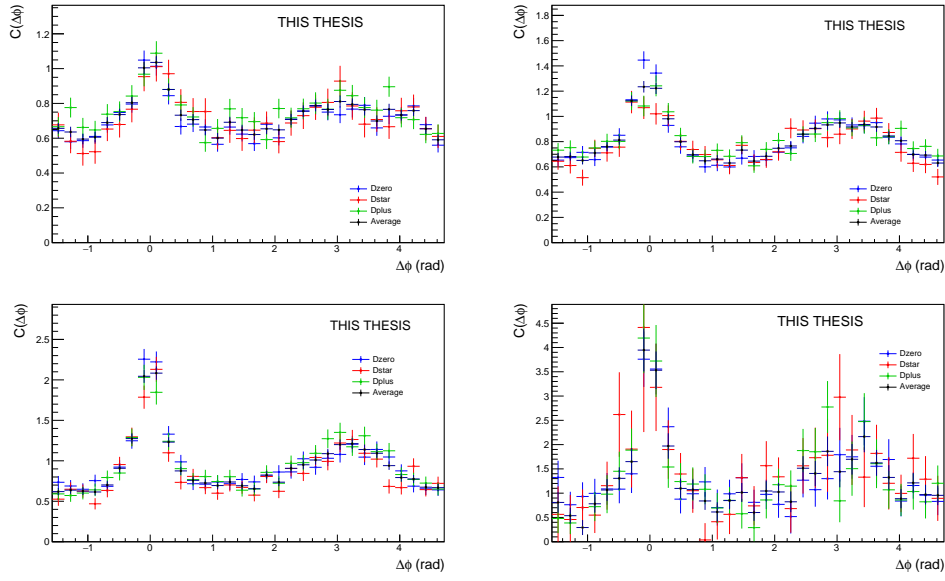 C(Δϕ)
THIS THESIS
1.2
1
0.8
0.6
0.4
0.2
0
Dzero
Dstar
Dplus
Average
−1 0 1 2 3 4
Δϕ (rad)
C(Δϕ)
THIS THESIS
1.8
1.6
1.4
1.2
1
0.8
0.6
0.4
0.2
0
Dzero
Dstar
Dplus
Average
−1 0 1 2 3 4
Δϕ (rad)
C(Δϕ)
THIS THESIS
2.5
2
1.5
1
0.5
0
Dzero
Dstar
Dplus
Average
−1 0 1 2 3 4
Δϕ (rad)
C(Δϕ)
THIS THESIS
4.5
4
3.5
3
2.5
2
1.5
1
0.5
0
Dzero
Dstar
Dplus
Average
−1 0 1 2 3 4
Δϕ (rad)